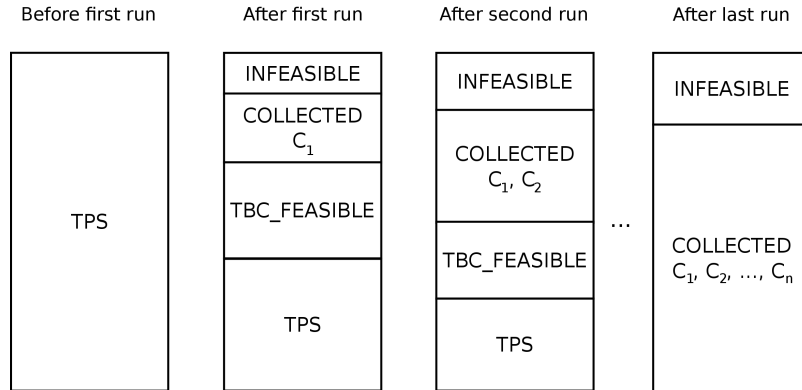 Before first run
After first run
After second run
After last run
TPS
INFEASIBLE
COLLECTED
C₁
TBC_FEASIBLE
TPS
INFEASIBLE
COLLECTED
C₁, C₂
TBC_FEASIBLE
TPS
...
INFEASIBLE
COLLECTED
C₁, C₂, ..., Cₙ